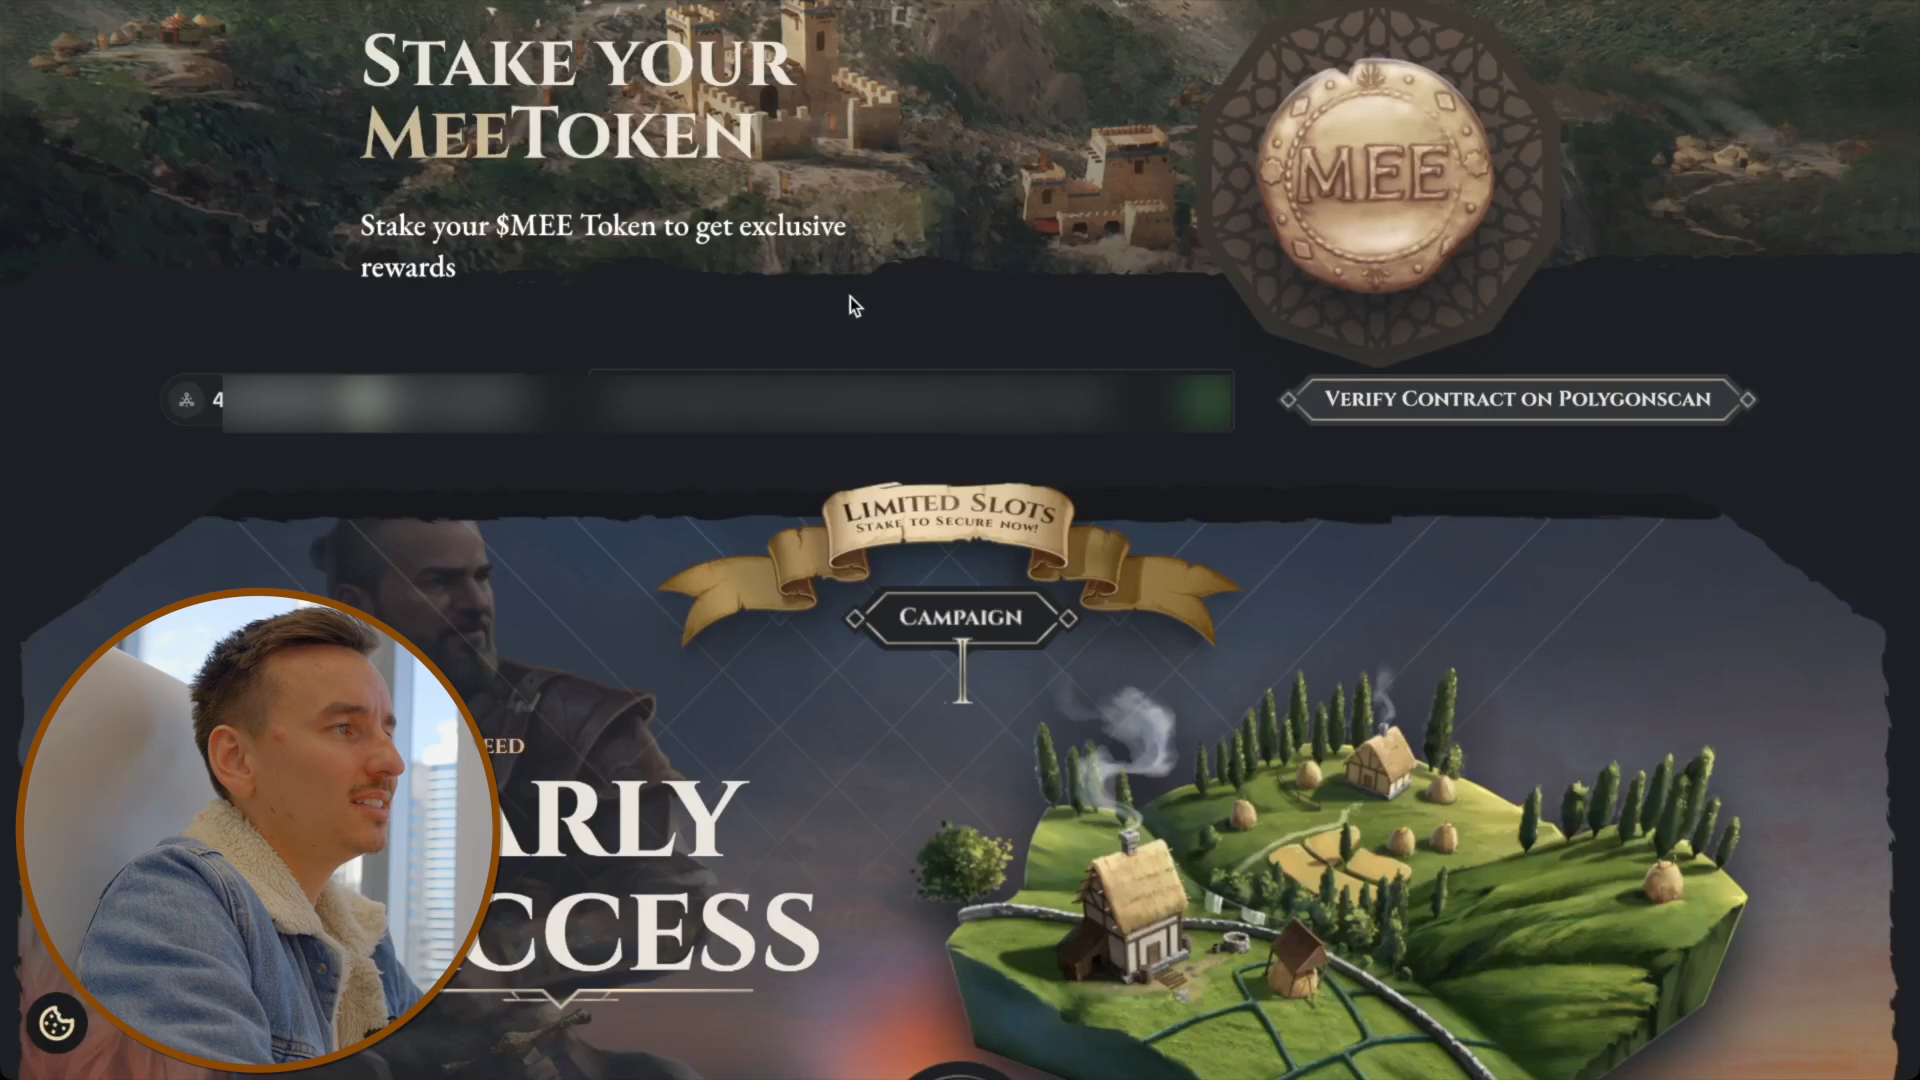 STAKE YOUR
MEETOKEN
Stake your $MEE Token to get exclusive
rewards
MEE
4
VERIFY CONTRACT ON POLYGONSCAN
LIMITED SLOTS
STAKE TO SECURE NOW!
CAMPAIGN
I
EED
ARLY
CCESS